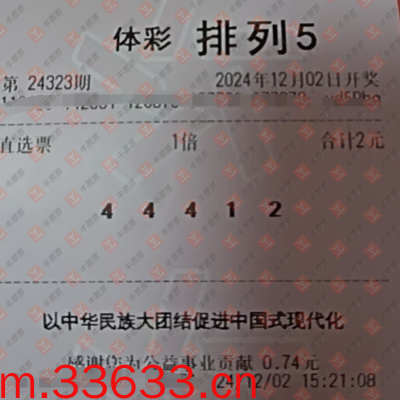 体彩 排列5
第 24323期 2024年12月02日开奖
直选票 1倍 合计2元
4 4 4 1 2
以中华民族大团结促进中国式现代化
感谢您为公益事业贡献 0.74元
15:21:08
m.33633.cn